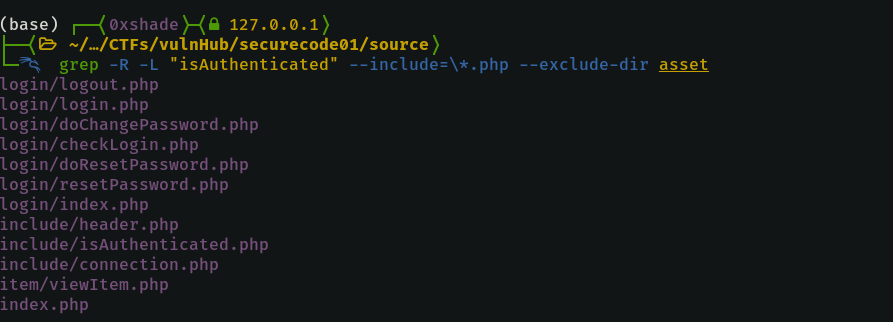 (base) 0xshade 127.0.0.1
~/…/CTFs/vulnHub/securecode01/source
grep -R -L "isAuthenticated" --include=\*.php --exclude-dir asset
login/logout.php
login/login.php
login/doChangePassword.php
login/checkLogin.php
login/doResetPassword.php
login/resetPassword.php
login/index.php
include/header.php
include/isAuthenticated.php
include/connection.php
item/viewItem.php
index.php